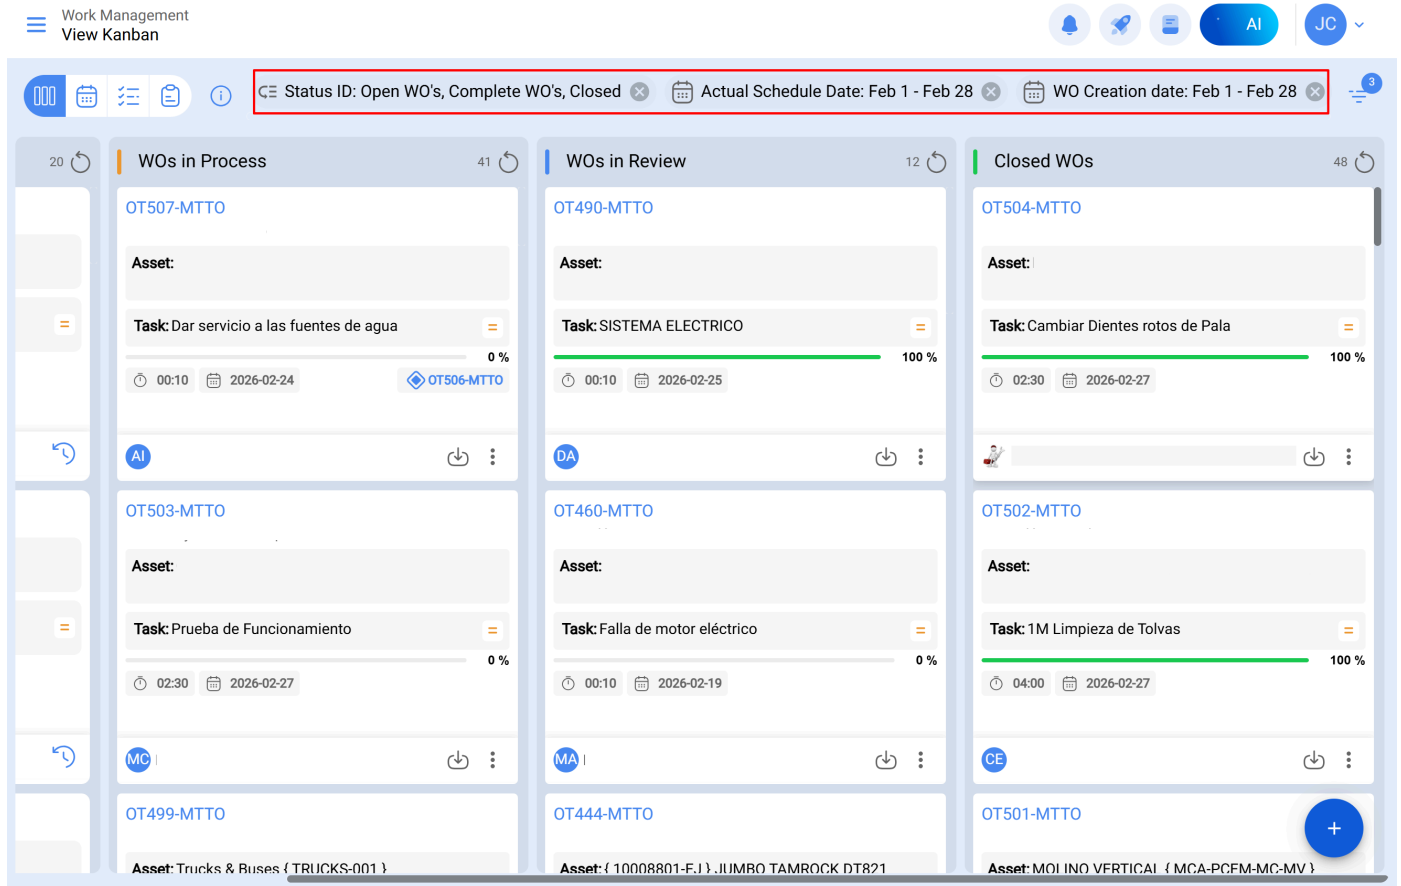 Work Management
View Kanban
AI
JC
Status ID: Open WO's, Complete WO's, Closed
Actual Schedule Date: Feb 1 - Feb 28
WO Creation date: Feb 1 - Feb 28
3
20
WOs in Process
41
OT507-MTTO
Asset:
Task: Dar servicio a las fuentes de agua
0 %
00:10
2026-02-24
OT506-MTTO
AI
OT503-MTTO
Asset:
Task: Prueba de Funcionamiento
0 %
02:30
2026-02-27
MC
OT499-MTTO
Asset: Trucks & Buses { TRUCKS-001 }
WOs in Review
12
OT490-MTTO
Asset:
Task: SISTEMA ELECTRICO
100 %
00:10
2026-02-25
DA
OT460-MTTO
Asset:
Task: Falla de motor eléctrico
0 %
00:10
2026-02-19
MA
OT444-MTTO
Asset: { 10008801-EJ } JUMBO TAMROCK DT821
Closed WOs
48
OT504-MTTO
Asset:
Task: Cambiar Dientes rotos de Pala
100 %
02:30
2026-02-27
OT502-MTTO
Asset:
Task: 1M Limpieza de Tolvas
100 %
04:00
2026-02-27
CE
OT501-MTTO
Asset: MOLINO VERTICAL { MCA-PCEM-MC-MV }